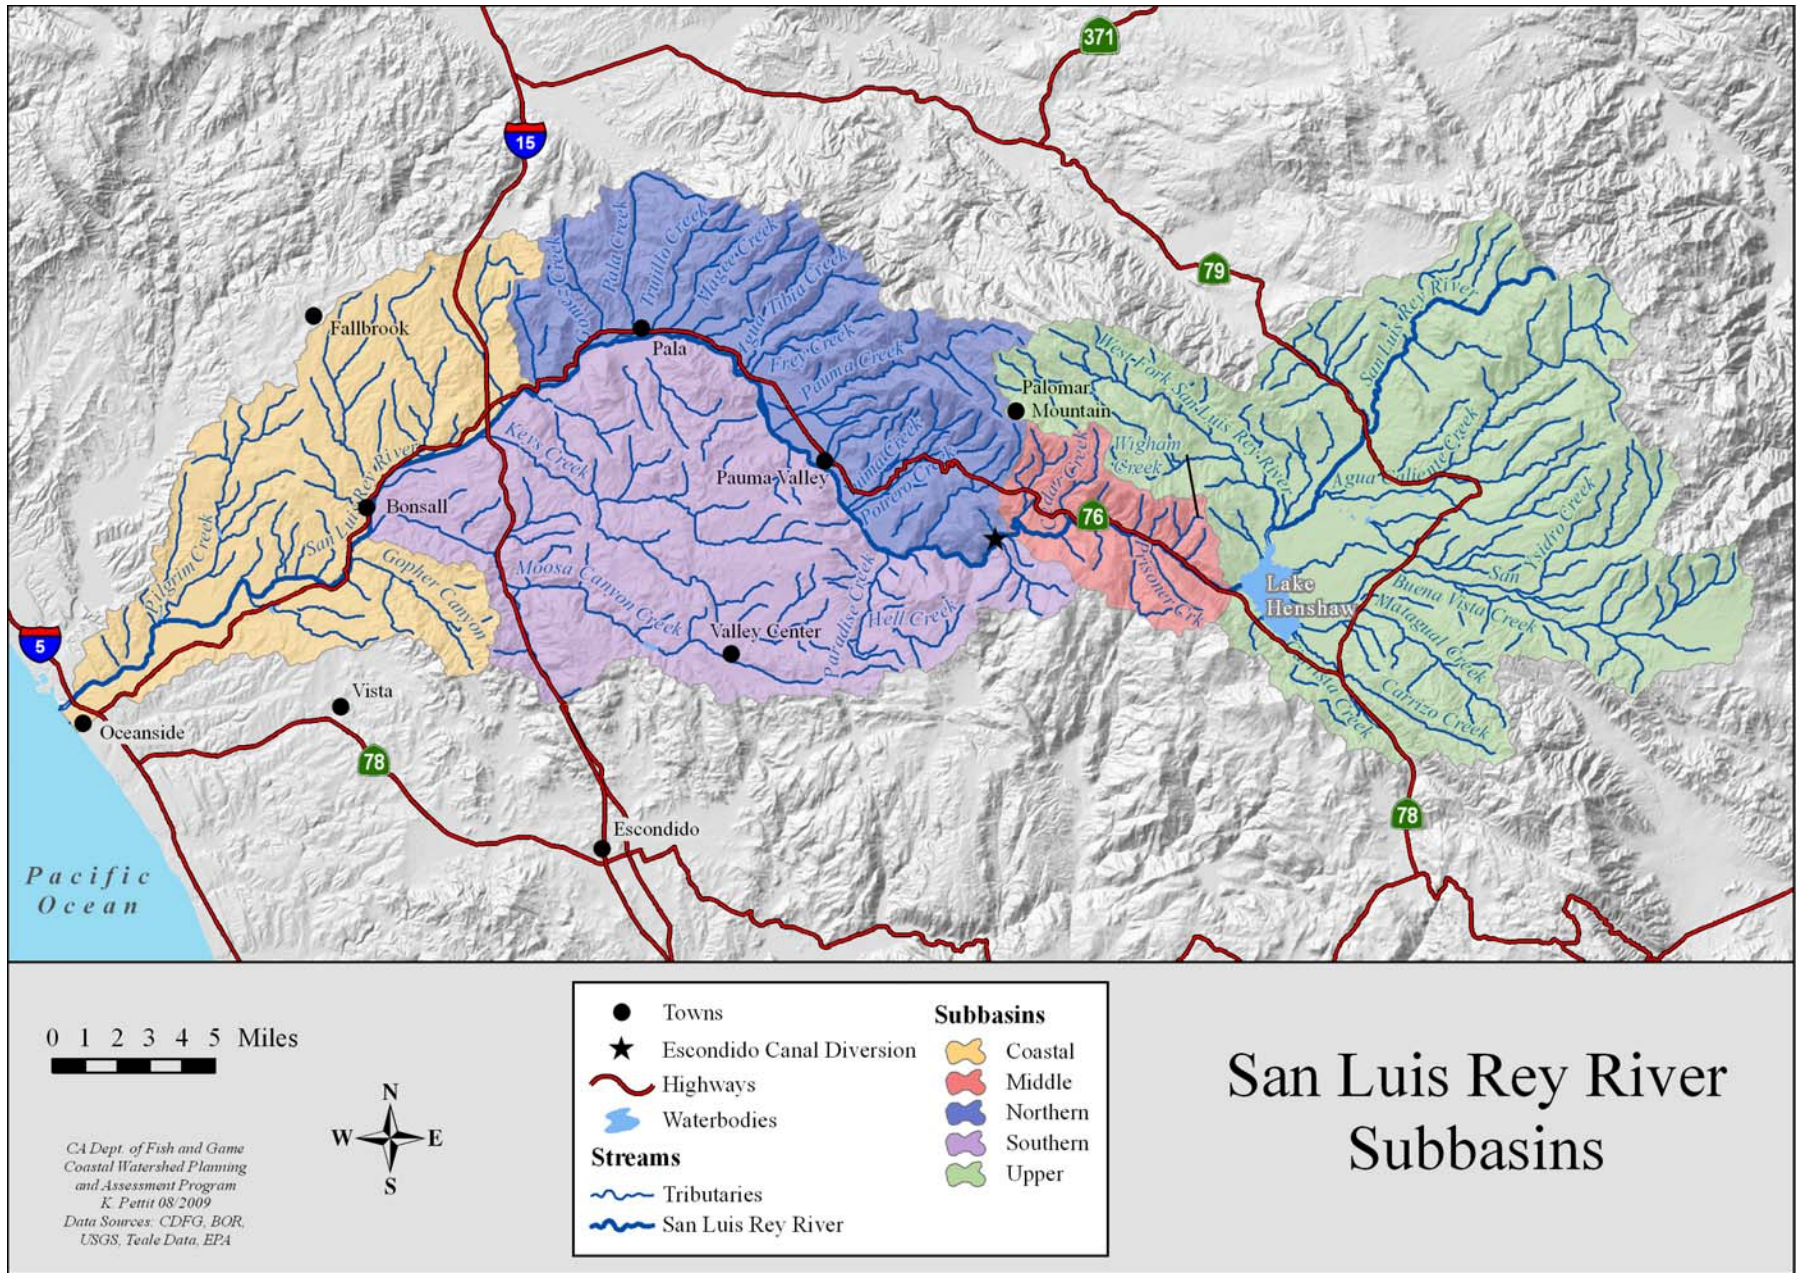 371
15
79
Gomez Creek
Pala Creek
Trujillo Creek
Magee Creek
Agua Tibia Creek
Frey Creek
Pauma Creek
San Luis Rey River
Fallbrook
Pala
West Fork San Luis Rey River
Palomar
Mountain
Wigham
Creek
Cedar Creek
Keys Creek
Pauma Valley
Potrero Creek
Agua Caliente Creek
San Luis Rey River
Bonsall
76
San Ysidro Creek
Pilgrim Creek
Gopher Canyon
Moosa Canyon Creek
Paradise Creek
Hell Creek
Prisoner Crk
Lake
Henshaw
Buena Vista Creek
Matagual Creek
Carrizo Creek
Valley Center
5
Vista
Oceanside
78
78
Escondido
Pacific
Ocean
0 1 2 3 4 5 Miles
N
W E
S
CA Dept. of Fish and Game
Coastal Watershed Planning
and Assessment Program
K. Pettit 08/2009
Data Sources: CDFG, BOR,
USGS, Teale Data, EPA
Towns
Escondido Canal Diversion
Highways
Waterbodies
Streams
Tributaries
San Luis Rey River
Subbasins
Coastal
Middle
Northern
Southern
Upper
San Luis Rey River
Subbasins